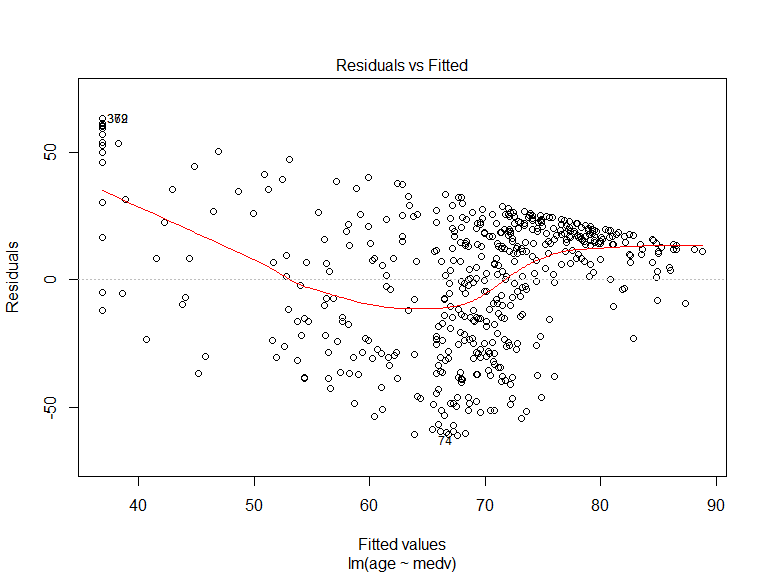 Residuals vs Fitted
Residuals
50
0
-50
74
40 50 60 70 80 90
Fitted values
lm(age ~ medv)